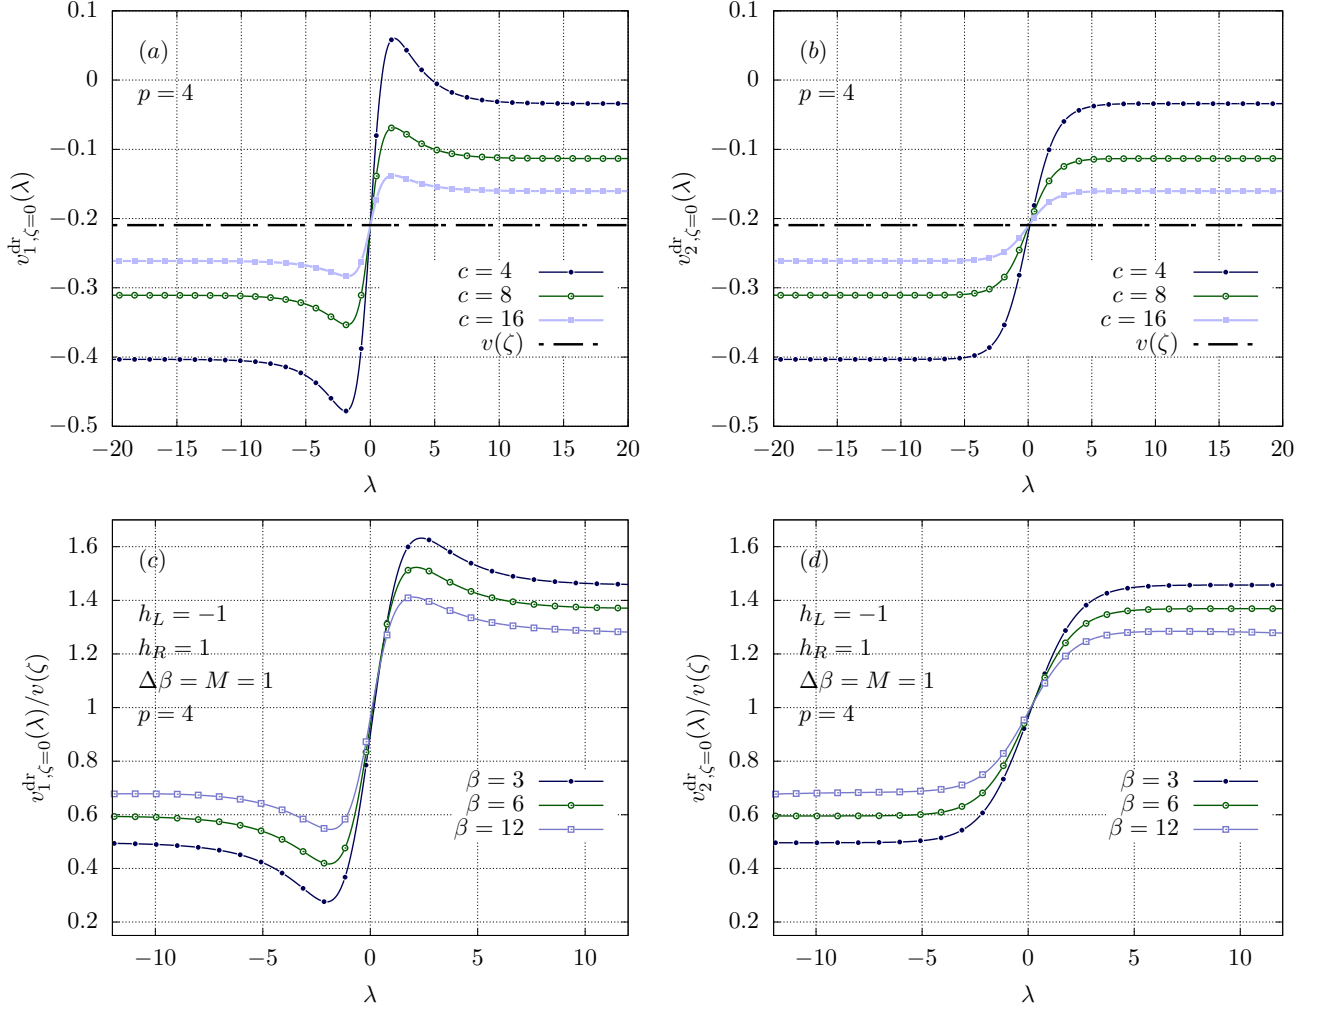 0.1
0
−0.1
−0.2
−0.3
−0.4
−0.5
−20 −15 −10 −5 0 5 10 15 20
λ
v^dr_{1,ζ=0}(λ)
(a)
p = 4
c = 4
c = 8
c = 16
v(ζ)
0.1
0
−0.1
−0.2
−0.3
−0.4
−0.5
−20 −15 −10 −5 0 5 10 15 20
λ
v^dr_{2,ζ=0}(λ)
(b)
p = 4
c = 4
c = 8
c = 16
v(ζ)
1.6
1.4
1.2
1
0.8
0.6
0.4
0.2
−10 −5 0 5 10
λ
v^dr_{1,ζ=0}(λ)/v(ζ)
(c)
h_L = −1
h_R = 1
Δβ = M = 1
p = 4
β = 3
β = 6
β = 12
1.6
1.4
1.2
1
0.8
0.6
0.4
0.2
−10 −5 0 5 10
λ
v^dr_{2,ζ=0}(λ)/v(ζ)
(d)
h_L = −1
h_R = 1
Δβ = M = 1
p = 4
β = 3
β = 6
β = 12